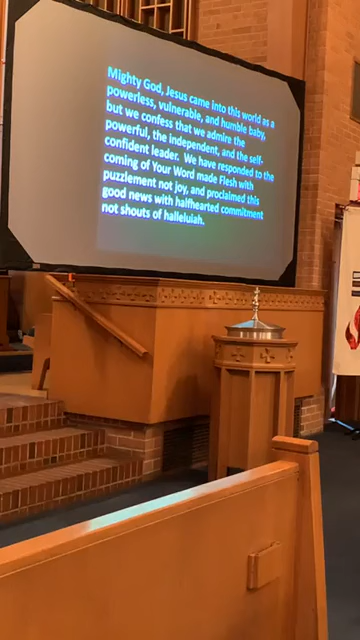 Mighty God, Jesus came into this world as a
powerless, vulnerable, and humble baby,
but we confess that we admire the
powerful, the independent, and the self-
confident leader. We have responded to the
coming of Your Word made Flesh with
puzzlement not joy, and proclaimed this
good news with halfhearted commitment
not shouts of halleluiah.